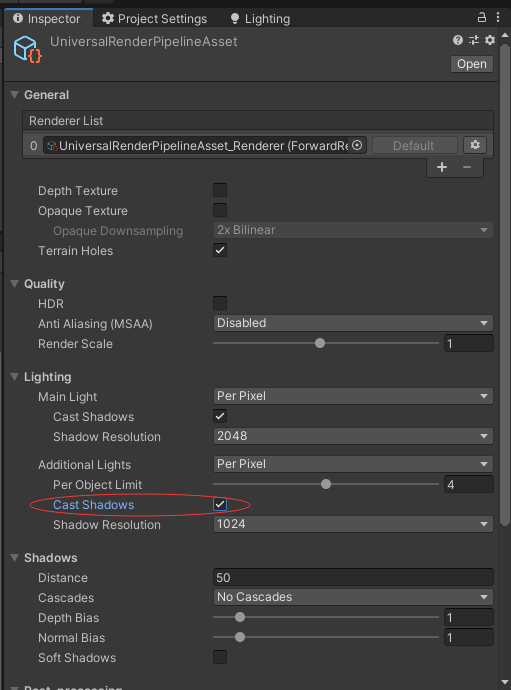 Inspector Project Settings Lighting
UniversalRenderPipelineAsset
Open
General
Renderer List
0 UniversalRenderPipelineAsset_Renderer (ForwardRe Default
+ −
Depth Texture
Opaque Texture
Opaque Downsampling 2x Bilinear
Terrain Holes
Quality
HDR
Anti Aliasing (MSAA) Disabled
Render Scale 1
Lighting
Main Light Per Pixel
Cast Shadows
Shadow Resolution 2048
Additional Lights Per Pixel
Per Object Limit 4
Cast Shadows
Shadow Resolution 1024
Shadows
Distance 50
Cascades No Cascades
Depth Bias 1
Normal Bias 1
Soft Shadows
Post-processing